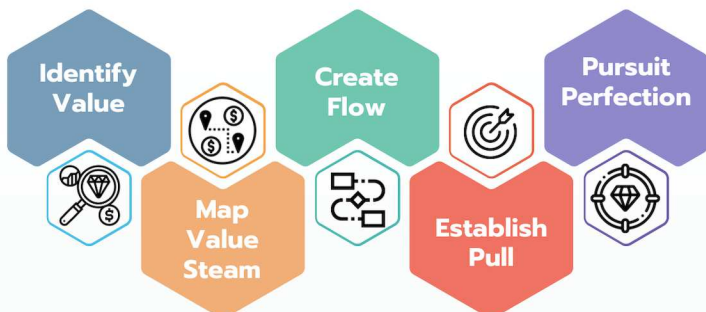 Identify
Value
Map
Value
Steam
Create
Flow
Establish
Pull
Pursuit
Perfection
$
$
$